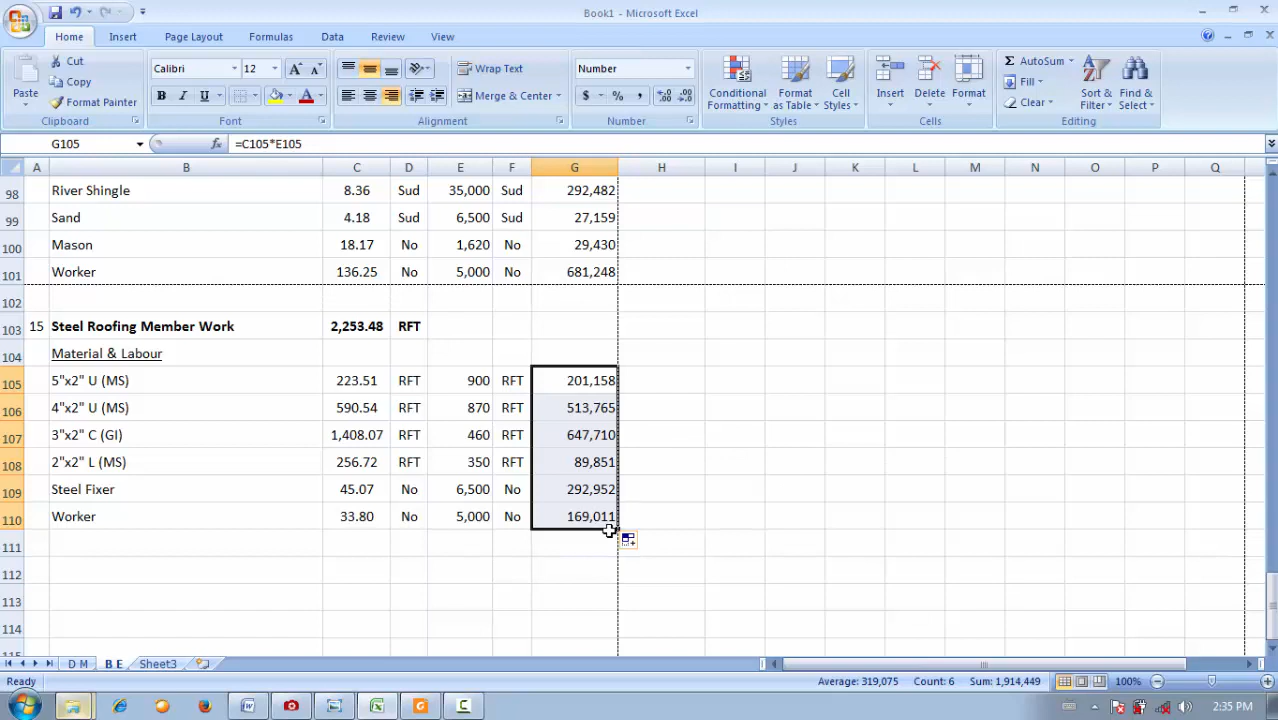 Book1 - Microsoft Excel
Home Insert Page Layout Formulas Data Review View
Paste Cut Copy Format Painter Clipboard
Calibri 12 A A B I U A Font
Wrap Text Merge & Center Alignment
Number $ % , Number
Conditional Formatting Format as Table Cell Styles Styles
Insert Delete Format Cells
Σ AutoSum Fill Clear Sort & Filter Find & Select Editing
G105 fx =C105*E105
A B C D E F G H I J K L M N O P Q
98 River Shingle 8.36 Sud 35,000 Sud 292,482
99 Sand 4.18 Sud 6,500 Sud 27,159
100 Mason 18.17 No 1,620 No 29,430
101 Worker 136.25 No 5,000 No 681,248
102
103 15 Steel Roofing Member Work 2,253.48 RFT
104 Material & Labour
105 5"x2" U (MS) 223.51 RFT 900 RFT 201,158
106 4"x2" U (MS) 590.54 RFT 870 RFT 513,765
107 3"x2" C (GI) 1,408.07 RFT 460 RFT 647,710
108 2"x2" L (MS) 256.72 RFT 350 RFT 89,851
109 Steel Fixer 45.07 No 6,500 No 292,952
110 Worker 33.80 No 5,000 No 169,011
111
112
113
114
115
D M B E Sheet3
Ready Average: 319,075 Count: 6 Sum: 1,914,449 100%
2:35 PM